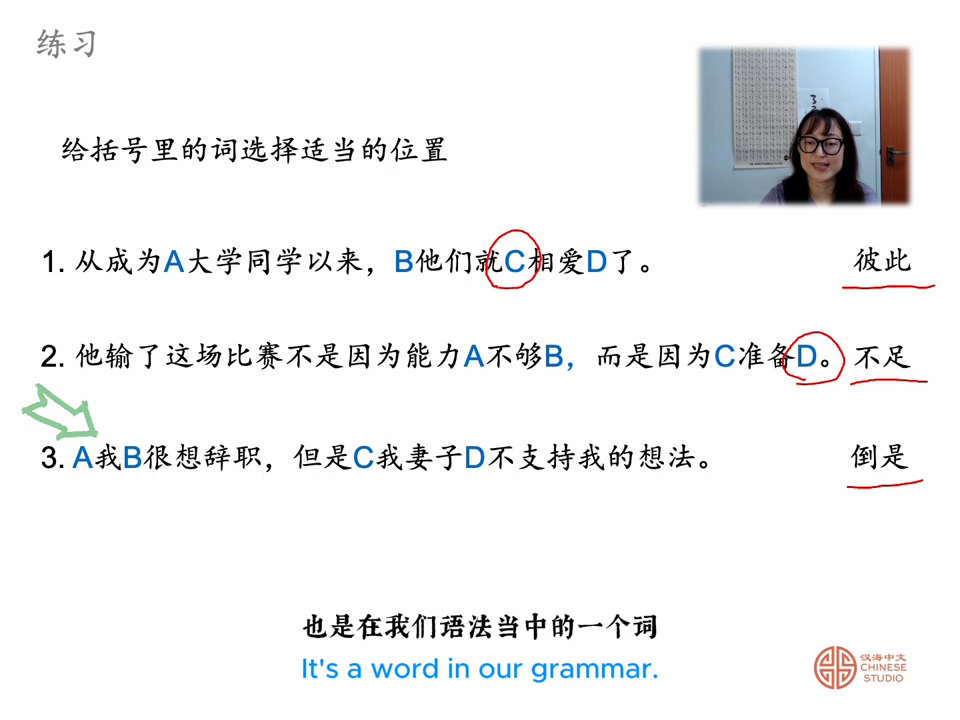 练习
给括号里的词选择适当的位置
1. 从成为A大学同学以来，B他们就C相爱D了。 彼此
2. 他输了这场比赛不是因为能力A不够B，而是因为C准备D。 不足
3. A我B很想辞职，但是C我妻子D不支持我的想法。 倒是
也是在我们语法当中的一个词
It's a word in our grammar.
汉海中文
CHINESE
STUDIO